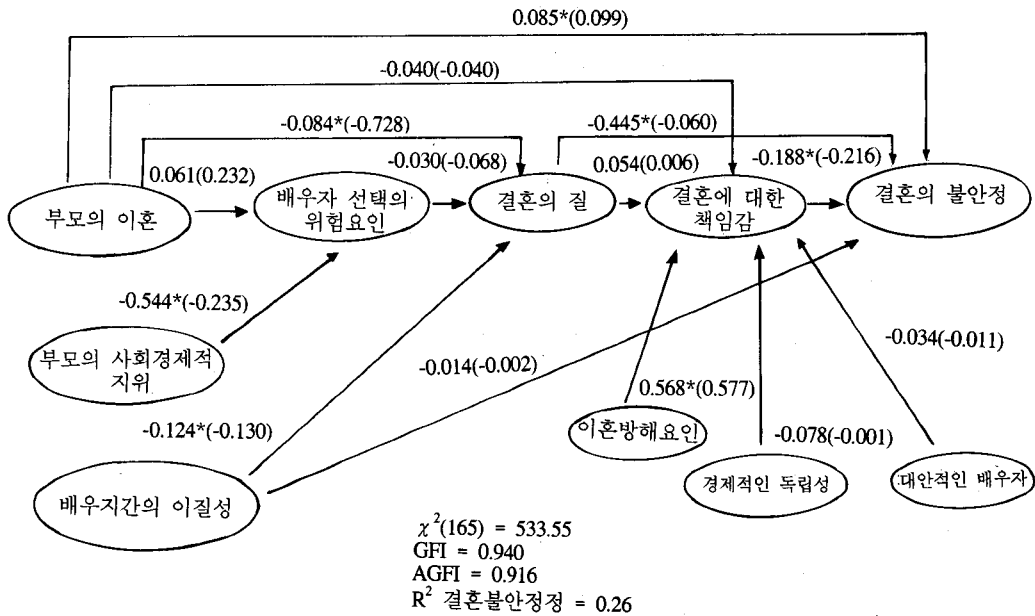 0.085*(0.099)
-0.040(-0.040)
-0.084*(-0.728)
-0.445*(-0.060)
0.061(0.232)
-0.030(-0.068)
0.054(0.006)
-0.188*(-0.216)
부모의 이혼
배우자 선택의
위험요인
결혼의 질
결혼에 대한
책임감
결혼의 불안정
-0.544*(-0.235)
부모의 사회경제적
지위
-0.014(-0.002)
-0.034(-0.011)
0.568*(0.577)
-0.124*(-0.130)
이혼방해요인
-0.078(-0.001)
배우지간의 이질성
경제적인 독립성
대안적인 배우자
χ²(165) = 533.55
GFI = 0.940
AGFI = 0.916
R² 결혼불안정정 = 0.26